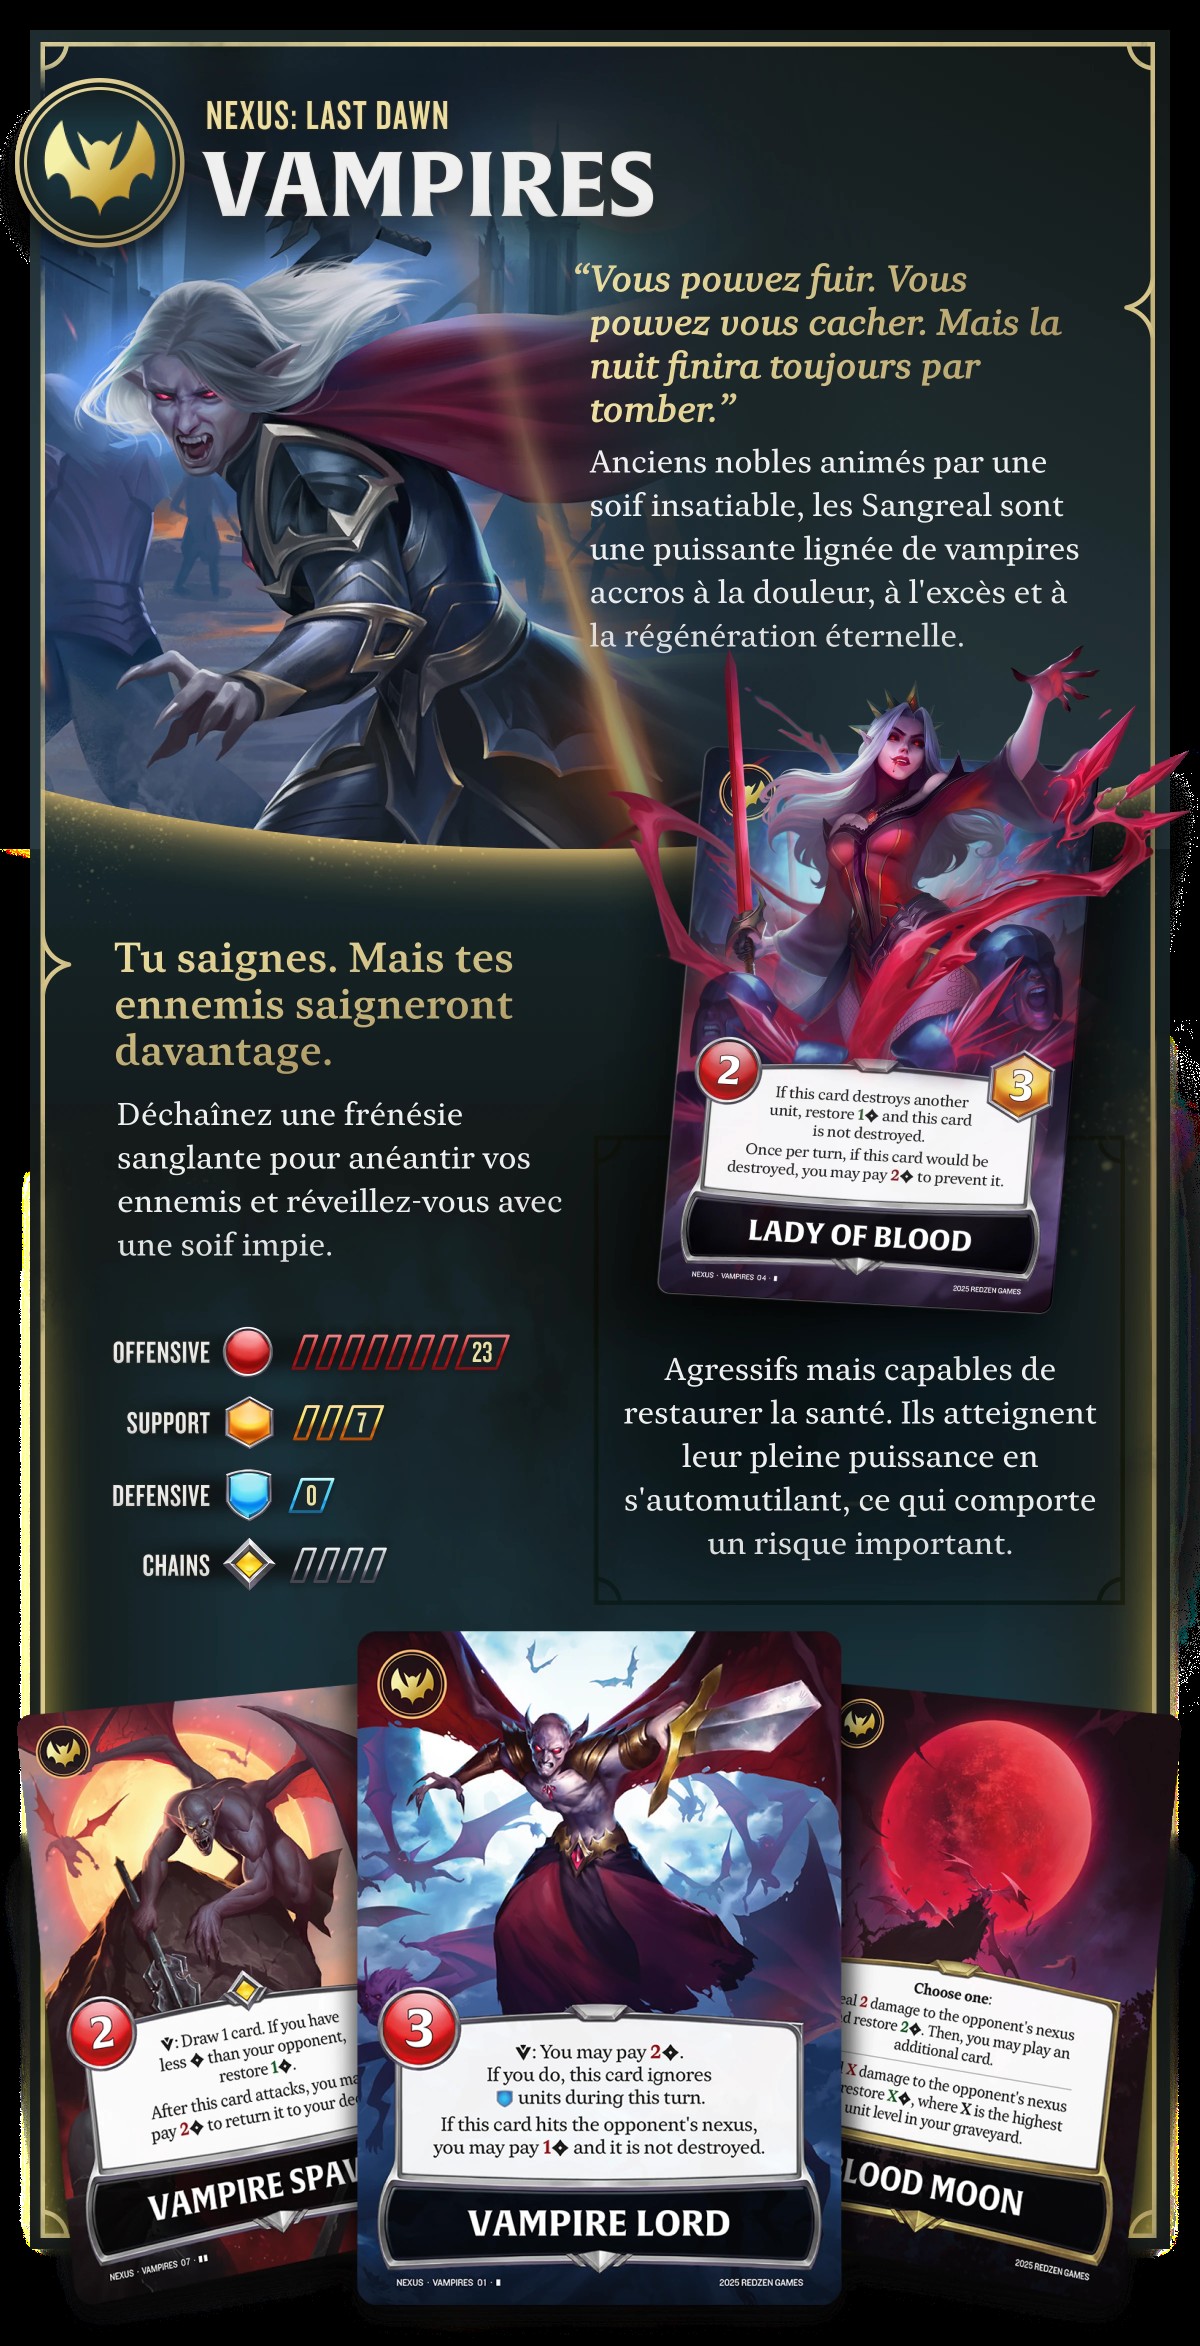 NEXUS: LAST DAWN
VAMPIRES
“Vous pouvez fuir. Vous
pouvez vous cacher. Mais la
nuit finira toujours par
tomber.”
Anciens nobles animés par une
soif insatiable, les Sangreal sont
une puissante lignée de vampires
accros à la douleur, à l'excès et à
la régénération éternelle.
Tu saignes. Mais tes
ennemis saigneront
davantage.
Déchaînez une frénésie
sanglante pour anéantir vos
ennemis et réveillez-vous avec
une soif impie.
2
3
If this card destroys another
unit, restore 1 and this card
is not destroyed.
Once per turn, if this card would be
destroyed, you may pay 2 to prevent it.
LADY OF BLOOD
NEXUS · VAMPIRES 04 ·
2025 REDZEN GAMES
OFFENSIVE 23
SUPPORT 7
DEFENSIVE 0
CHAINS
Agressifs mais capables de
restaurer la santé. Ils atteignent
leur pleine puissance en
s'automutilant, ce qui comporte
un risque important.
2
: Draw 1 card. If you have
less than your opponent,
restore 1.
After this card attacks, you
pay 2 to return it to your
VAMPIRE
NEXUS · VAMPIRES 07 ·
3
: You may pay 2.
If you do, this card ignores
units during this turn.
If this card hits the opponent's nexus,
you may pay 1 and it is not destroyed.
VAMPIRE LORD
NEXUS · VAMPIRES 01 ·
2025 REDZEN GAMES
Choose one:
2 damage to the opponent's nexus
restore 2. Then, you may play an
additional card.
X damage to the opponent's nexus
restore X, where X is the highest
unit level in your graveyard.
LOOD MOON
2025 REDZEN GAMES